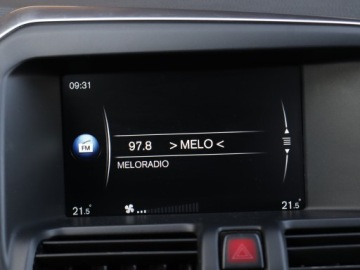 09:31
FM
97.8 > MELO <
MELORADIO
21.5° 21.5°